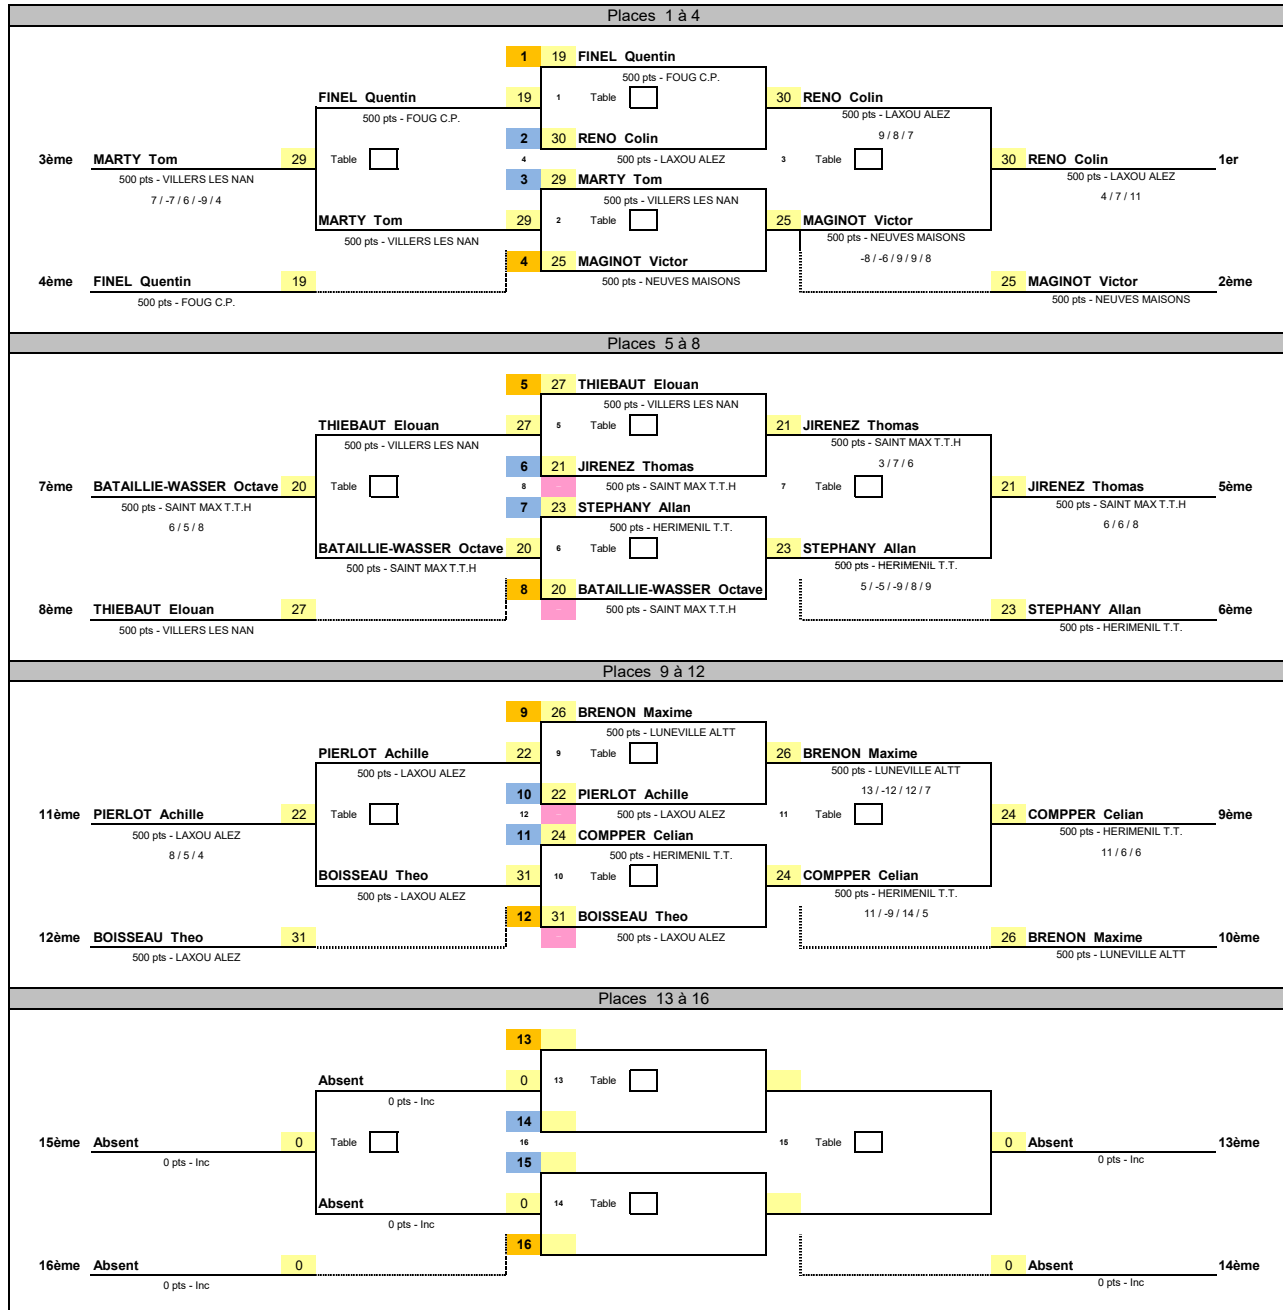 Places 1 à 4
1 19 FINEL Quentin
500 pts - FOUG C.P.
FINEL Quentin 19 1 Table 30 RENO Colin
500 pts - FOUG C.P. 500 pts - LAXOU ALEZ
2 30 RENO Colin 9 / 8 / 7
3ème MARTY Tom 29 Table 4 500 pts - LAXOU ALEZ 3 Table 30 RENO Colin 1er
500 pts - VILLERS LES NAN 3 29 MARTY Tom 500 pts - LAXOU ALEZ
7 / -7 / 6 / -9 / 4 500 pts - VILLERS LES NAN 4 / 7 / 11
MARTY Tom 29 2 Table 25 MAGINOT Victor
500 pts - VILLERS LES NAN 500 pts - NEUVES MAISONS
4 25 MAGINOT Victor -8 / -6 / 9 / 9 / 8
4ème FINEL Quentin 19 500 pts - NEUVES MAISONS 25 MAGINOT Victor 2ème
500 pts - FOUG C.P. 500 pts - NEUVES MAISONS
Places 5 à 8
5 27 THIEBAUT Elouan
500 pts - VILLERS LES NAN
THIEBAUT Elouan 27 5 Table 21 JIRENEZ Thomas
500 pts - VILLERS LES NAN 500 pts - SAINT MAX T.T.H
6 21 JIRENEZ Thomas 3 / 7 / 6
7ème BATAILLIE-WASSER Octave 20 Table 8 500 pts - SAINT MAX T.T.H 7 Table 21 JIRENEZ Thomas 5ème
500 pts - SAINT MAX T.T.H 7 23 STEPHANY Allan 500 pts - SAINT MAX T.T.H
6 / 5 / 8 500 pts - HERIMENIL T.T. 6 / 6 / 8
BATAILLIE-WASSER Octave 20 6 Table 23 STEPHANY Allan
500 pts - SAINT MAX T.T.H 500 pts - HERIMENIL T.T.
8 20 BATAILLIE-WASSER Octave 5 / -5 / -9 / 8 / 9
8ème THIEBAUT Elouan 27 500 pts - SAINT MAX T.T.H 23 STEPHANY Allan 6ème
500 pts - VILLERS LES NAN 500 pts - HERIMENIL T.T.
Places 9 à 12
9 26 BRENON Maxime
500 pts - LUNEVILLE ALTT
PIERLOT Achille 22 9 Table 26 BRENON Maxime
500 pts - LAXOU ALEZ 500 pts - LUNEVILLE ALTT
10 22 PIERLOT Achille 13 / -12 / 12 / 7
11ème PIERLOT Achille 22 Table 12 500 pts - LAXOU ALEZ 11 Table 24 COMPPER Celian 9ème
500 pts - LAXOU ALEZ 11 24 COMPPER Celian 500 pts - HERIMENIL T.T.
8 / 5 / 4 500 pts - HERIMENIL T.T. 11 / 6 / 6
BOISSEAU Theo 31 10 Table 24 COMPPER Celian
500 pts - LAXOU ALEZ 500 pts - HERIMENIL T.T.
12 31 BOISSEAU Theo 11 / -9 / 14 / 5
12ème BOISSEAU Theo 31 500 pts - LAXOU ALEZ 26 BRENON Maxime 10ème
500 pts - LAXOU ALEZ 500 pts - LUNEVILLE ALTT
Places 13 à 16
13
Absent 0 13 Table
0 pts - Inc
14
15ème Absent 0 Table 16 15 Table 0 Absent 13ème
0 pts - Inc 15 0 pts - Inc
Absent 0 14 Table
0 pts - Inc
16
16ème Absent 0 0 Absent 14ème
0 pts - Inc 0 pts - Inc